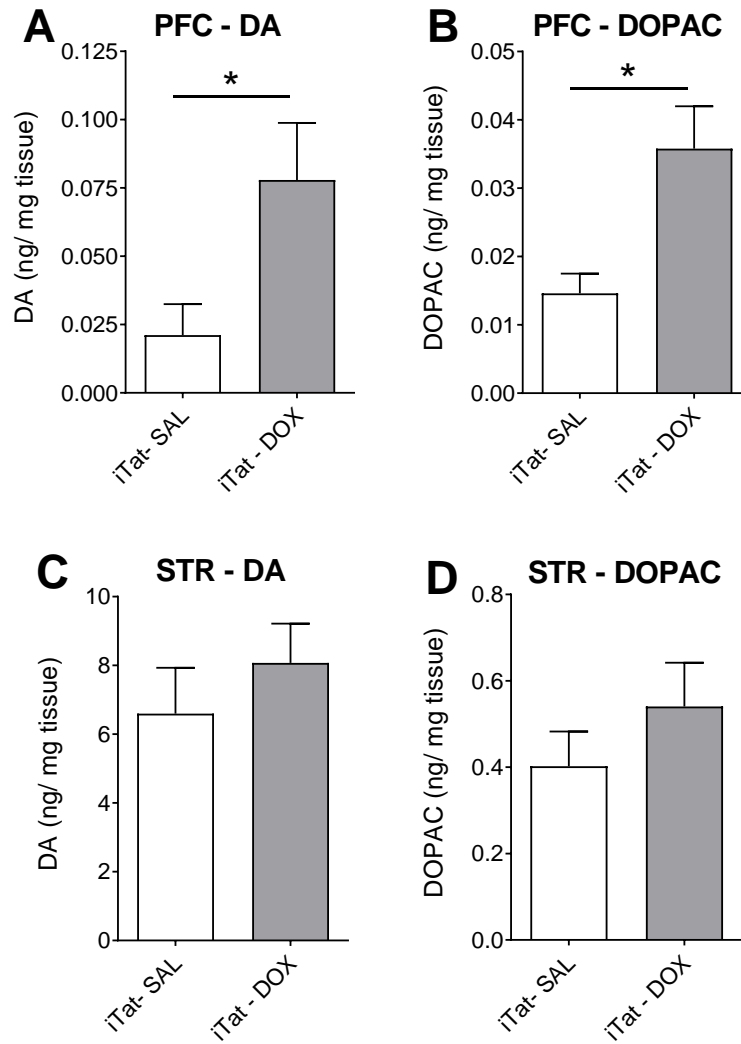 A
PFC - DA
DA (ng/ mg tissue)
0.125
0.100
0.075
0.050
0.025
0.000
*
iTat- SAL
iTat - DOX
B
PFC - DOPAC
DOPAC (ng/ mg tissue)
0.05
0.04
0.03
0.02
0.01
0.00
*
iTat- SAL
iTat - DOX
C
STR - DA
DA (ng/ mg tissue)
10
8
6
4
2
0
iTat- SAL
iTat - DOX
D
STR - DOPAC
DOPAC (ng/ mg tissue)
0.8
0.6
0.4
0.2
0.0
iTat- SAL
iTat - DOX